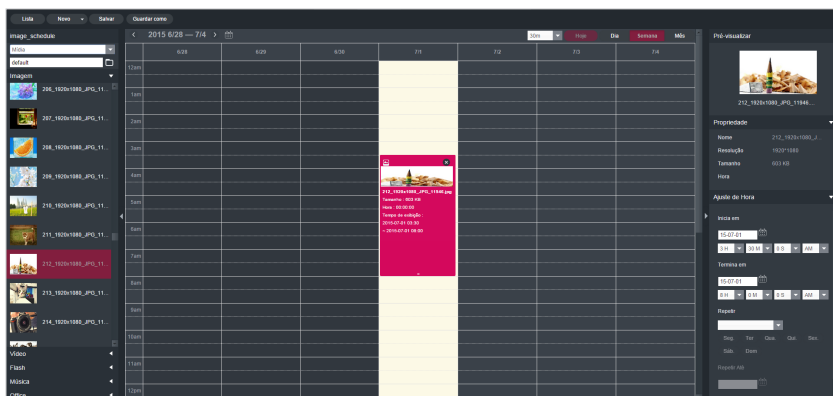 Lista Novo Salvar Guardar como
image_schedule
Mídia
default
Imagem
206_1920x1080_JPG_11...
207_1920x1080_JPG_11...
208_1920x1080_JPG_11...
209_1920x1080_JPG_11...
210_1920x1080_JPG_11...
211_1920x1080_JPG_11...
212_1920x1080_JPG_11...
213_1920x1080_JPG_11...
214_1920x1080_JPG_11...
Vídeo
Flash
Música
Office
< 2015 6/28 — 7/4 >
30m Hoje Dia Semana Mês
6/28 6/29 6/30 7/1 7/2 7/3 7/4
12am
1am
2am
3am
4am
5am
6am
7am
8am
9am
10am
11am
12pm
212_1920x1080_JPG_11946.jpg
Tamanho : 603 KB
Hora : 00:00:00
Tempo de exibição :
2015-07-01 03:30
~ 2015-07-01 08:00
Pré-visualizar
212_1920x1080_JPG_11946....
Propriedade
Nome 212_1920x1080_J...
Resolução 1920*1080
Tamanho 603 KB
Hora
Ajuste de Hora
Inicia em
15-07-01
3 H 30 M 0 S AM
Termina em
15-07-01
8 H 0 M 0 S AM
Repetir
Seg Ter Qua Qui Sex
Sáb Dom
Repetir Até